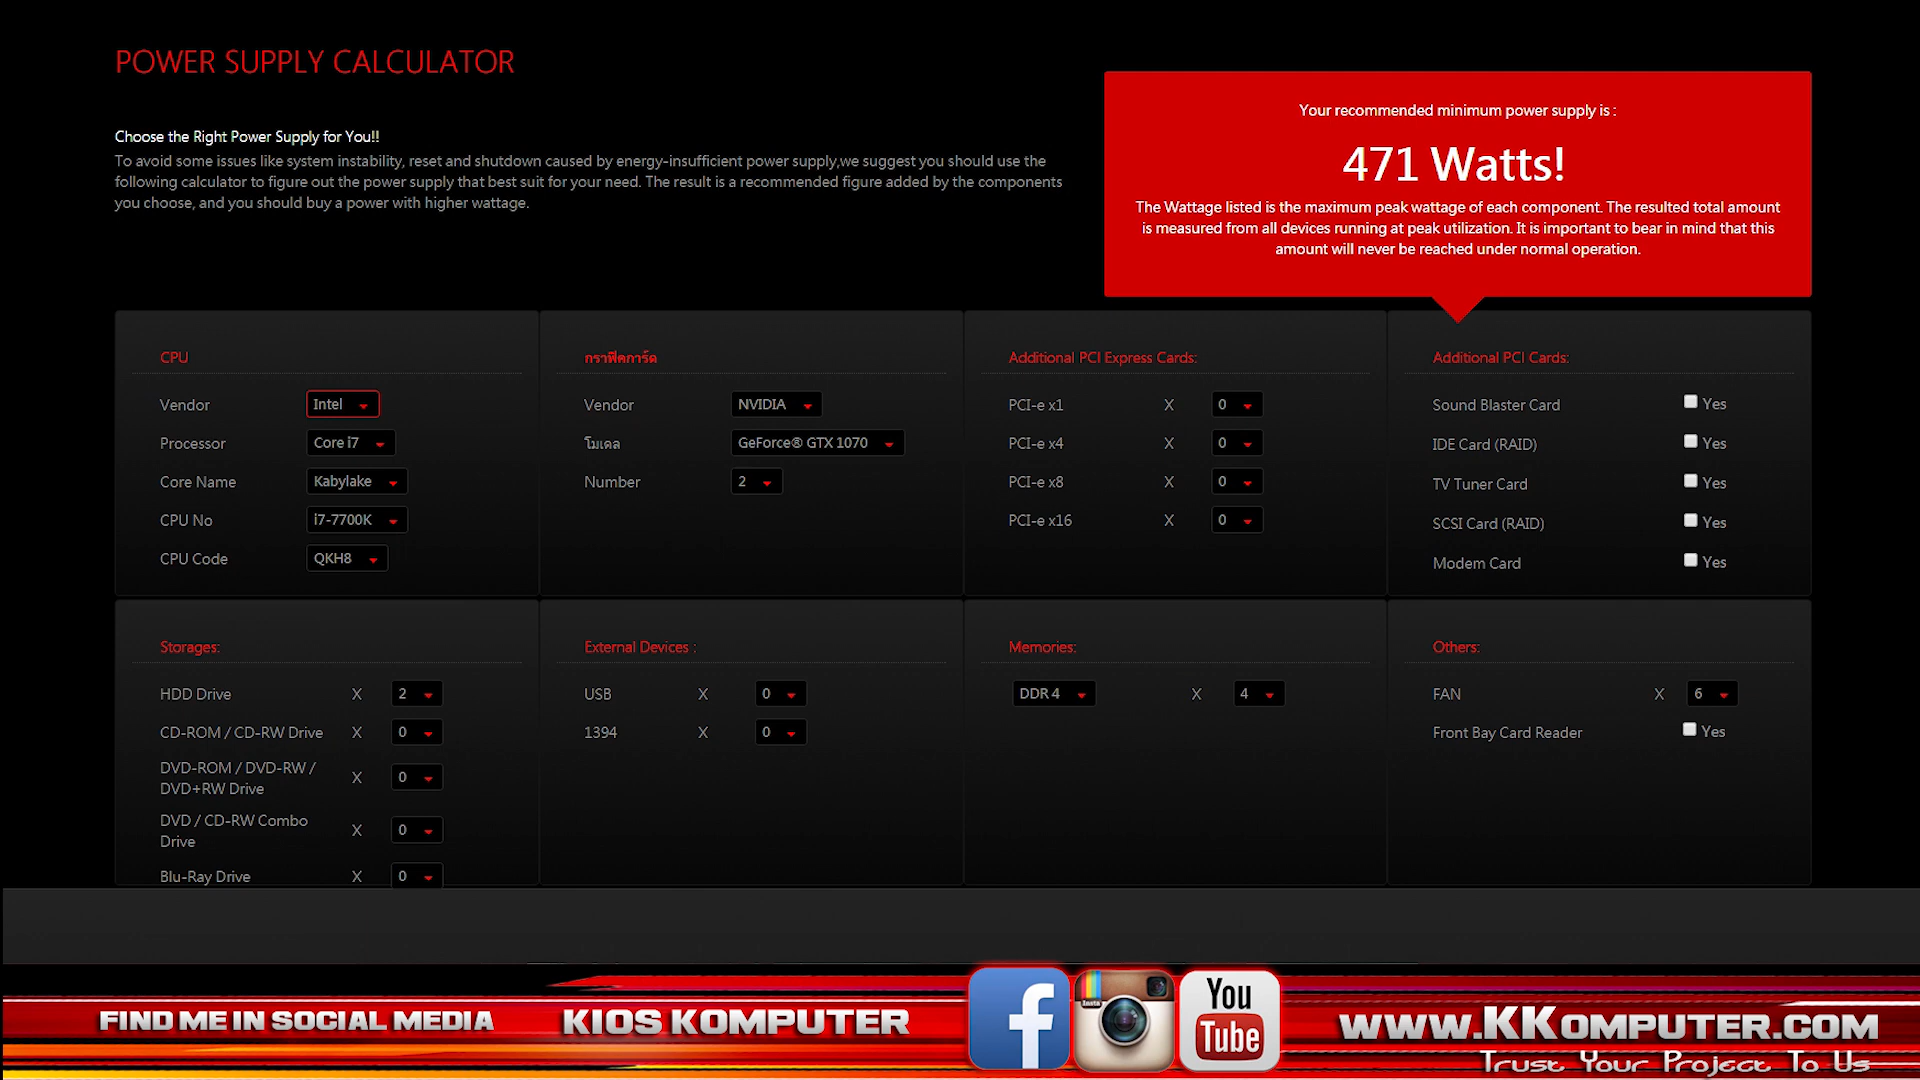 POWER SUPPLY CALCULATOR
Choose the Right Power Supply for You!!
To avoid some issues like system instability, reset and shutdown caused by energy-insufficient power supply,we suggest you should use the
following calculator to figure out the power supply that best suit for your need. The result is a recommended figure added by the components
you choose, and you should buy a power with higher wattage.
Your recommended minimum power supply is :
471 Watts!
The Wattage listed is the maximum peak wattage of each component. The resulted total amount
is measured from all devices running at peak utilization. It is important to bear in mind that this
amount will never be reached under normal operation.
CPU
Vendor Intel
Processor Core i7
Core Name Kabylake
CPU No i7-7700K
CPU Code QKH8
กราฟิคการ์ด
Vendor NVIDIA
โมเดล GeForce® GTX 1070
Number 2
Additional PCI Express Cards:
PCI-e x1 X 0
PCI-e x4 X 0
PCI-e x8 X 0
PCI-e x16 X 0
Additional PCI Cards:
Sound Blaster Card Yes
IDE Card (RAID) Yes
TV Tuner Card Yes
SCSI Card (RAID) Yes
Modem Card Yes
Storages:
HDD Drive X 2
CD-ROM / CD-RW Drive X 0
DVD-ROM / DVD-RW /
DVD+RW Drive X 0
DVD / CD-RW Combo
Drive X 0
Blu-Ray Drive X 0
External Devices :
USB X 0
1394 X 0
Memories:
DDR 4 X 4
Others:
FAN X 6
Front Bay Card Reader Yes
FIND ME IN SOCIAL MEDIA
KIOS KOMPUTER
f
Insta
You
Tube
WWW.KKOMPUTER.COM
Trust Your Project To Us